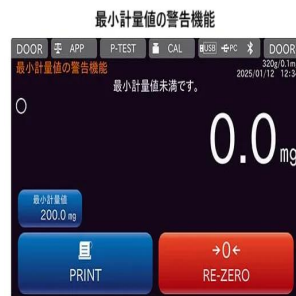 最小計量値の警告機能
DOOR APP P-TEST CAL USB PC DOOR
最小計量値の警告機能 320g/0.1m
2025/01/12 12:34
最小計量値未満です。
0.0 mg
最小計量値
200.0 mg
PRINT
→0←
RE-ZERO